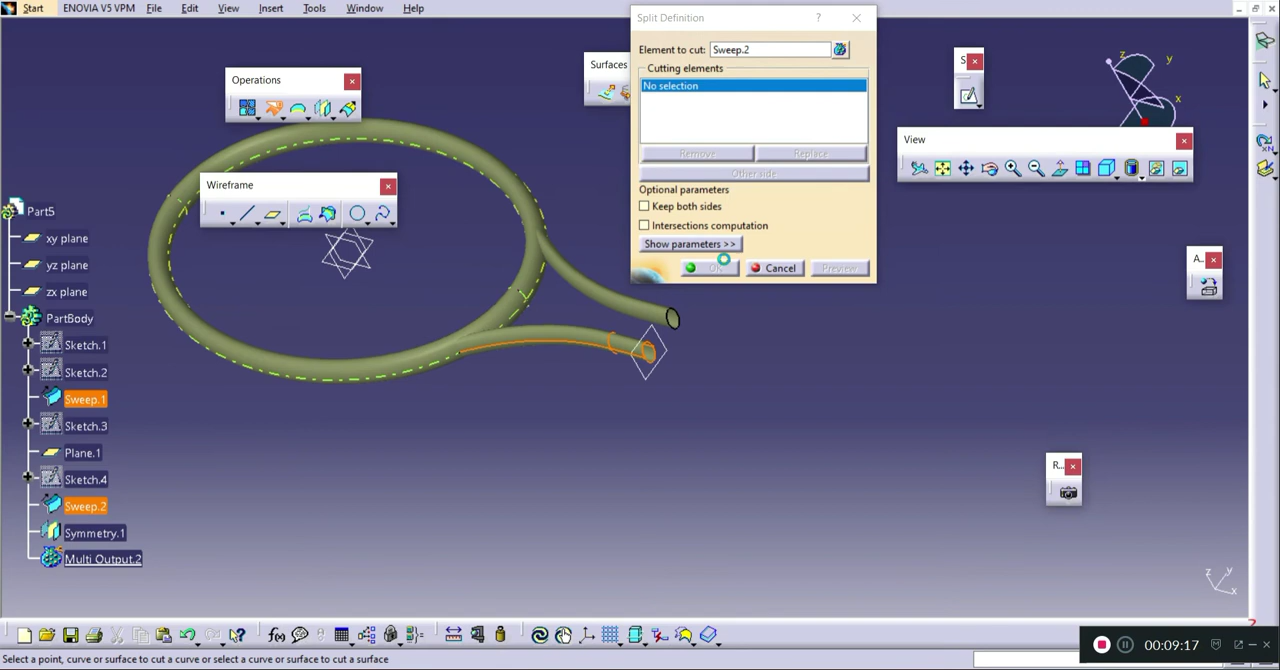 Start ENOVIA V5 VPM File Edit View Insert Tools Window Help
Split Definition ? ×
Element to cut: Sweep.2
Cutting elements
No selection
Remove Replace
Other side
Optional parameters
Keep both sides
Intersections computation
Show parameters >>
OK Cancel Preview
Operations
Surfaces
S...
View
Wireframe
A...
R...
Part5
xy plane
yz plane
zx plane
PartBody
Sketch.1
Sketch.2
Sweep.1
Sketch.3
Plane.1
Sketch.4
Sweep.2
Symmetry.1
Multi Output.2
z
y
x
z
y
x
f(x)
00:09:17
Select a point, curve or surface to cut a curve or select a curve or surface to cut a surface